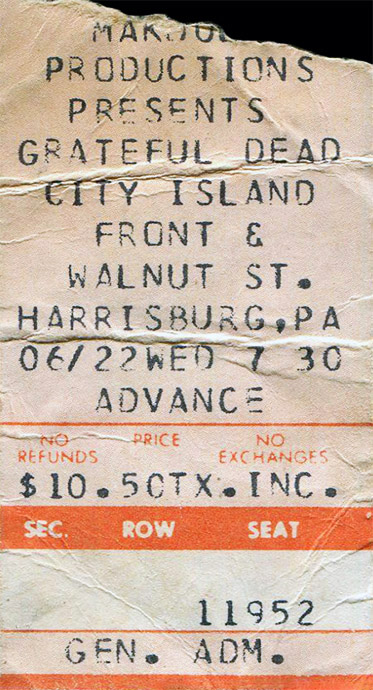 PRODUCTIONS
PRESENTS
GRATEFUL DEAD
CITY ISLAND
FRONT &
WALNUT ST.
HARRISBURG,PA
06/22WED 7 30
ADVANCE
NO REFUNDS PRICE NO EXCHANGES
$10.50TX.INC.
SEC. ROW SEAT
11952
GEN. ADM.